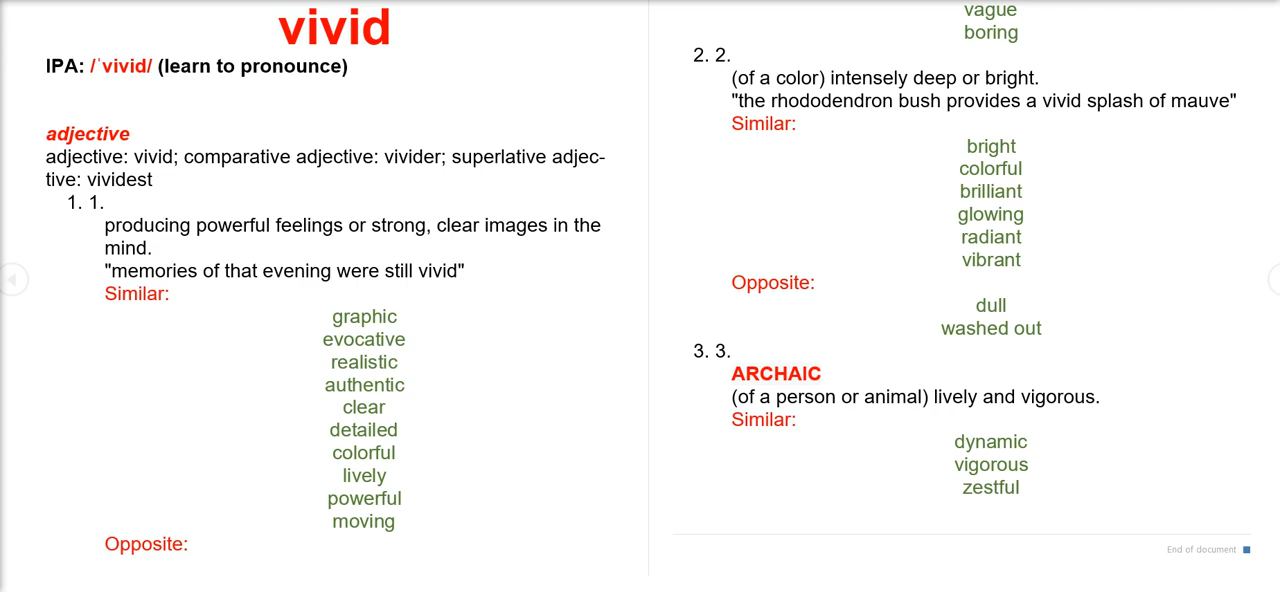 vivid
IPA: /ˈvivid/ (learn to pronounce)
adjective
adjective: vivid; comparative adjective: vivider; superlative adjec-
tive: vividest
1. 1.
producing powerful feelings or strong, clear images in the
mind.
"memories of that evening were still vivid"
Similar:
graphic
evocative
realistic
authentic
clear
detailed
colorful
lively
powerful
moving
Opposite:
vague
boring
2. 2.
(of a color) intensely deep or bright.
"the rhododendron bush provides a vivid splash of mauve"
Similar:
bright
colorful
brilliant
glowing
radiant
vibrant
Opposite:
dull
washed out
3. 3.
ARCHAIC
(of a person or animal) lively and vigorous.
Similar:
dynamic
vigorous
zestful
End of document